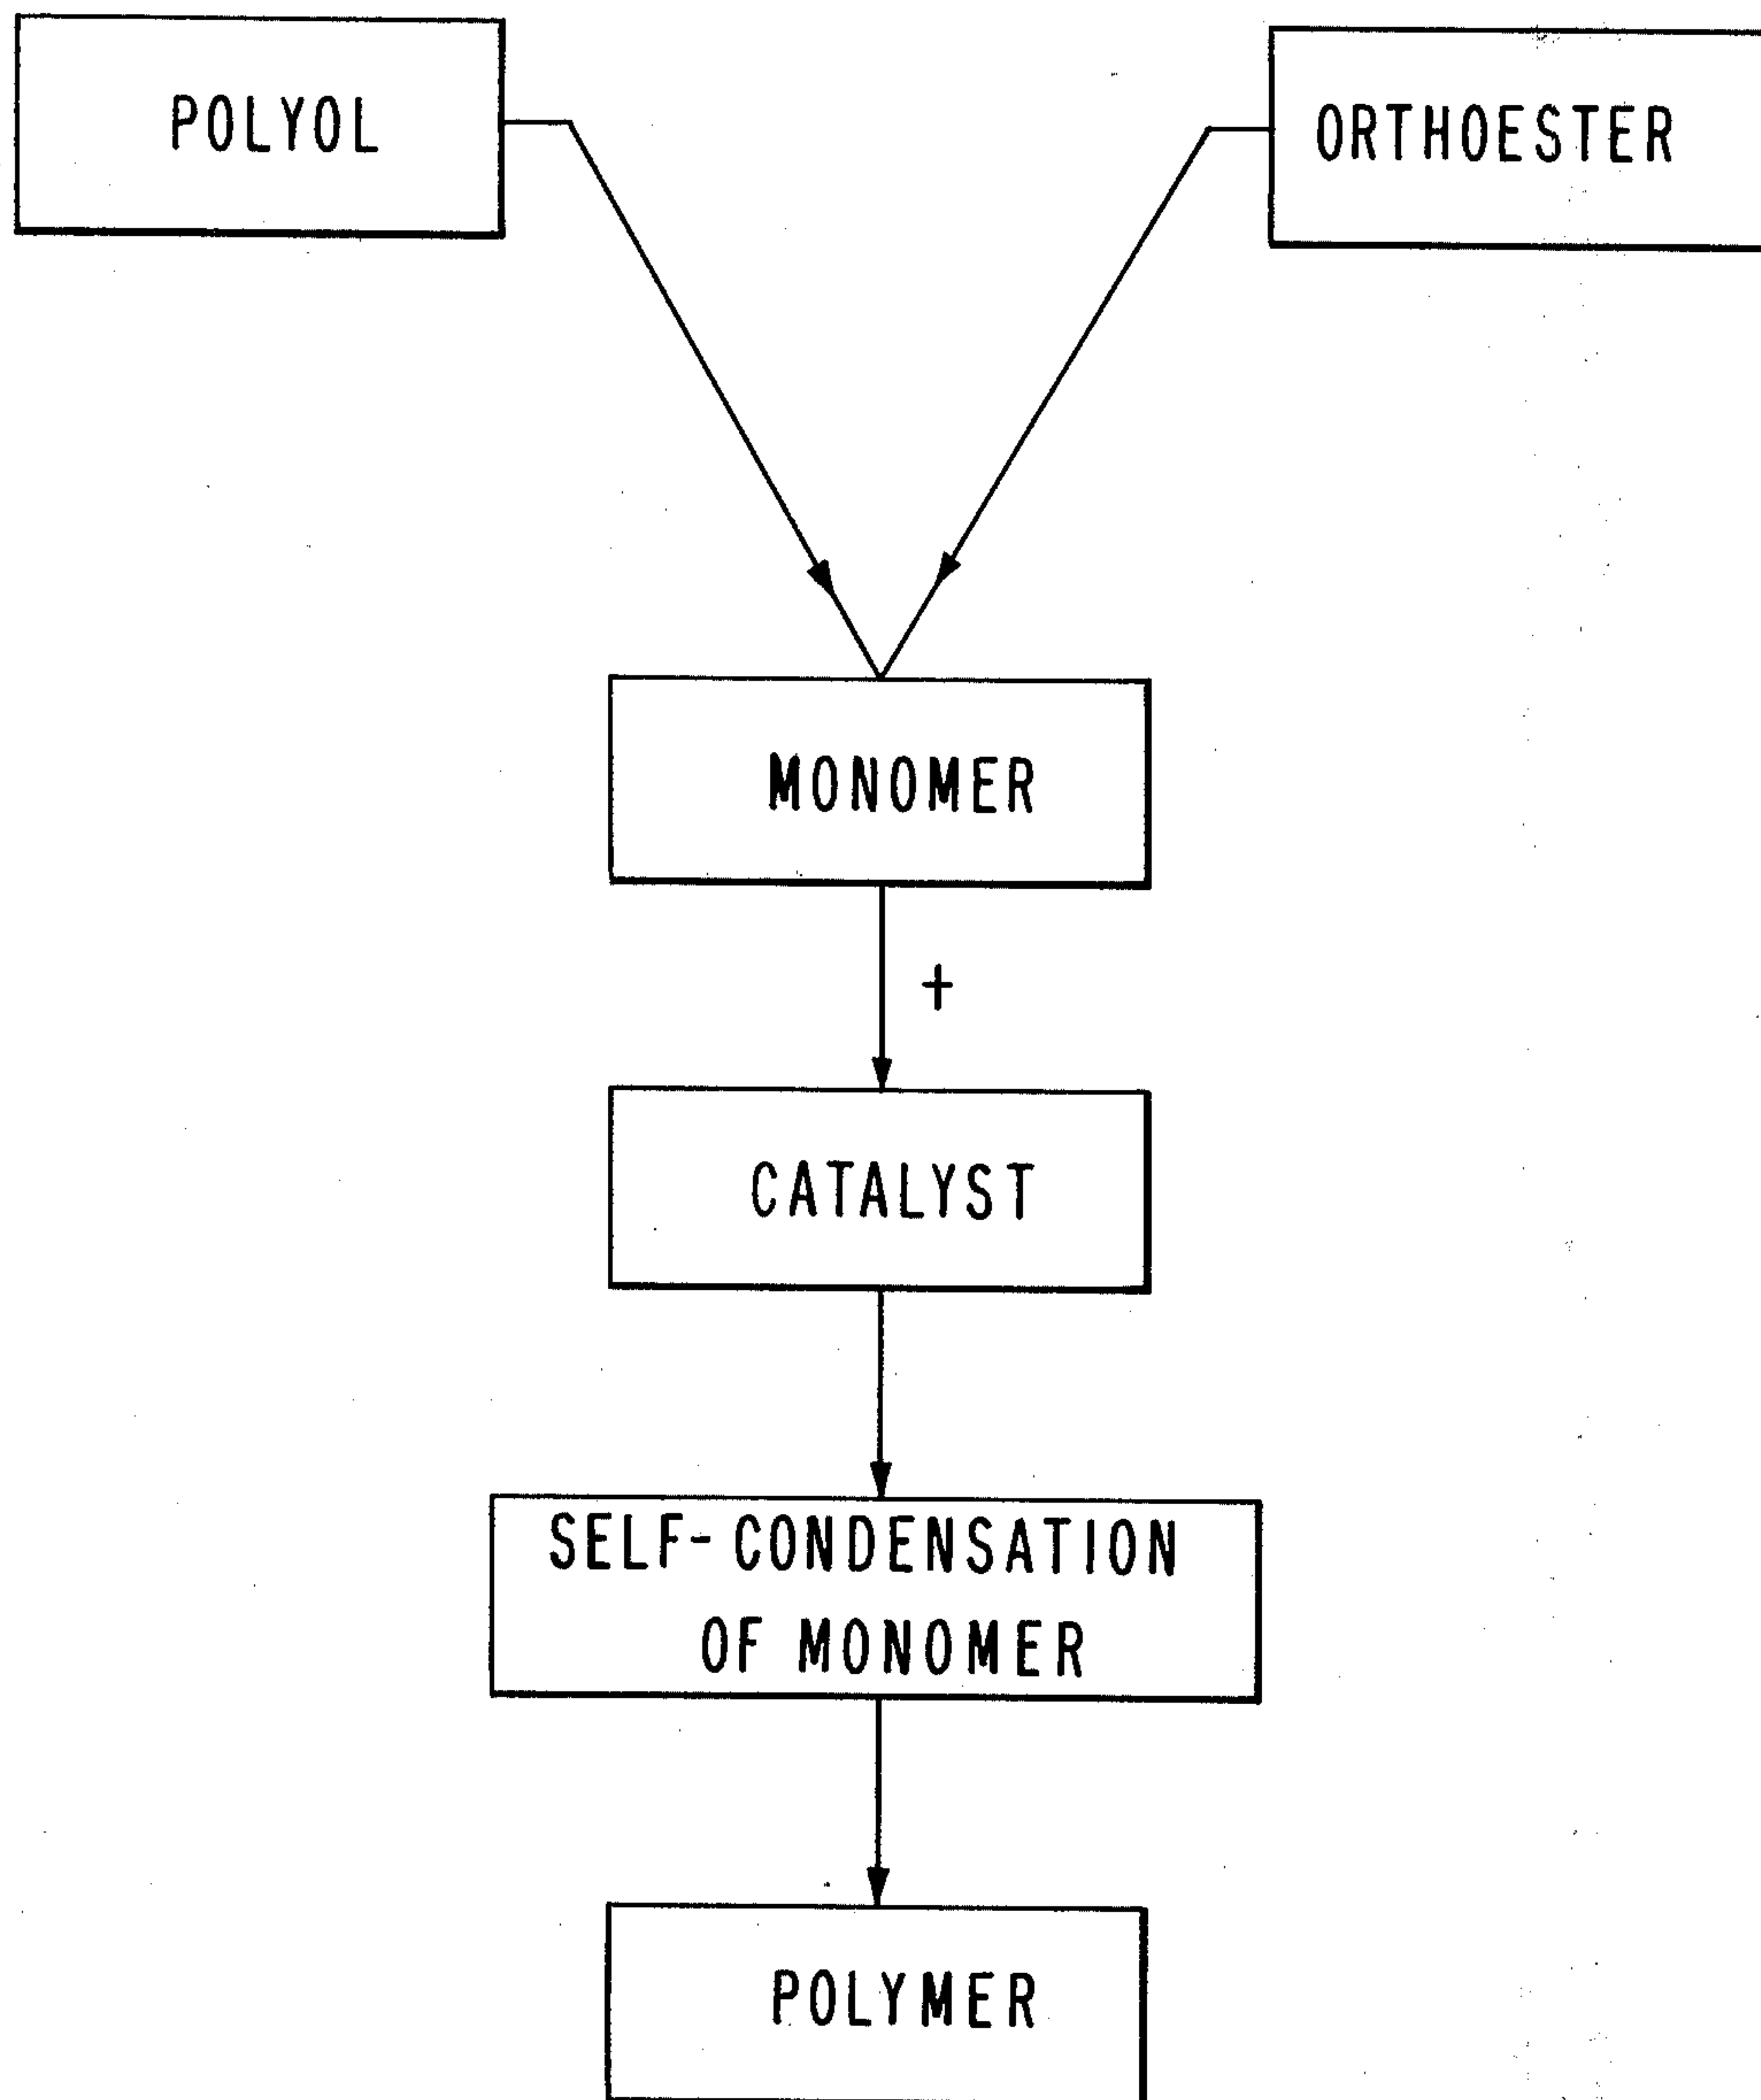 POLYOL
ORTHOESTER
MONOMER
+
CATALYST
SELF-CONDENSATION
OF MONOMER
POLYMER